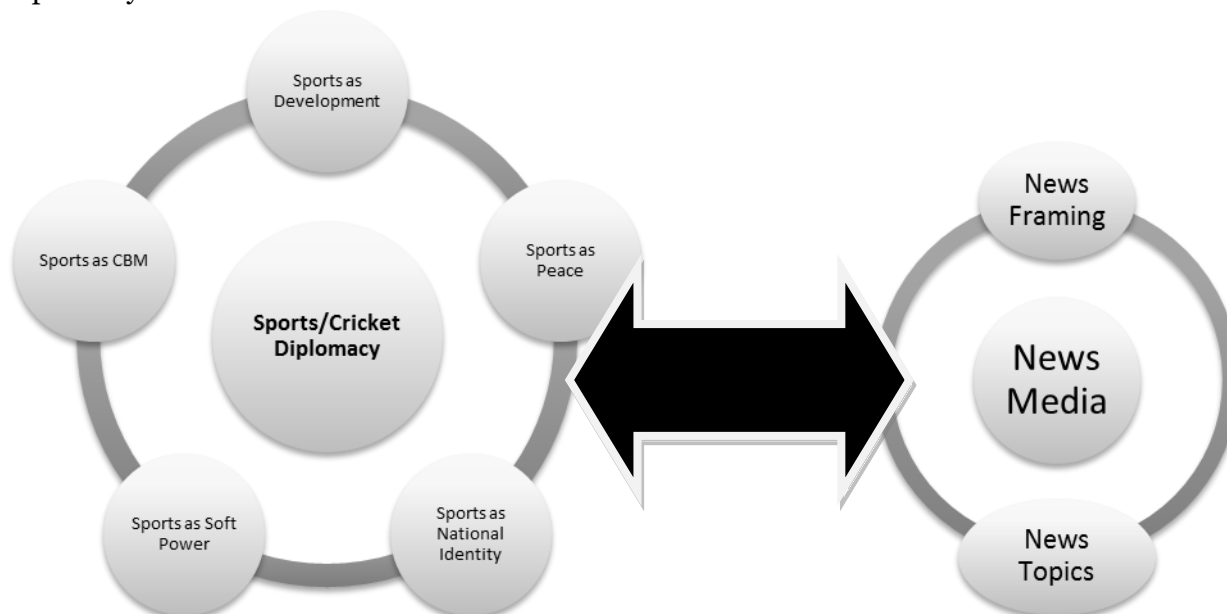 Sports as
Development
Sports as CBM
Sports as
Peace
Sports/Cricket
Diplomacy
Sports as Soft
Power
Sports as
National
Identity
News
Framing
News
Media
News
Topics